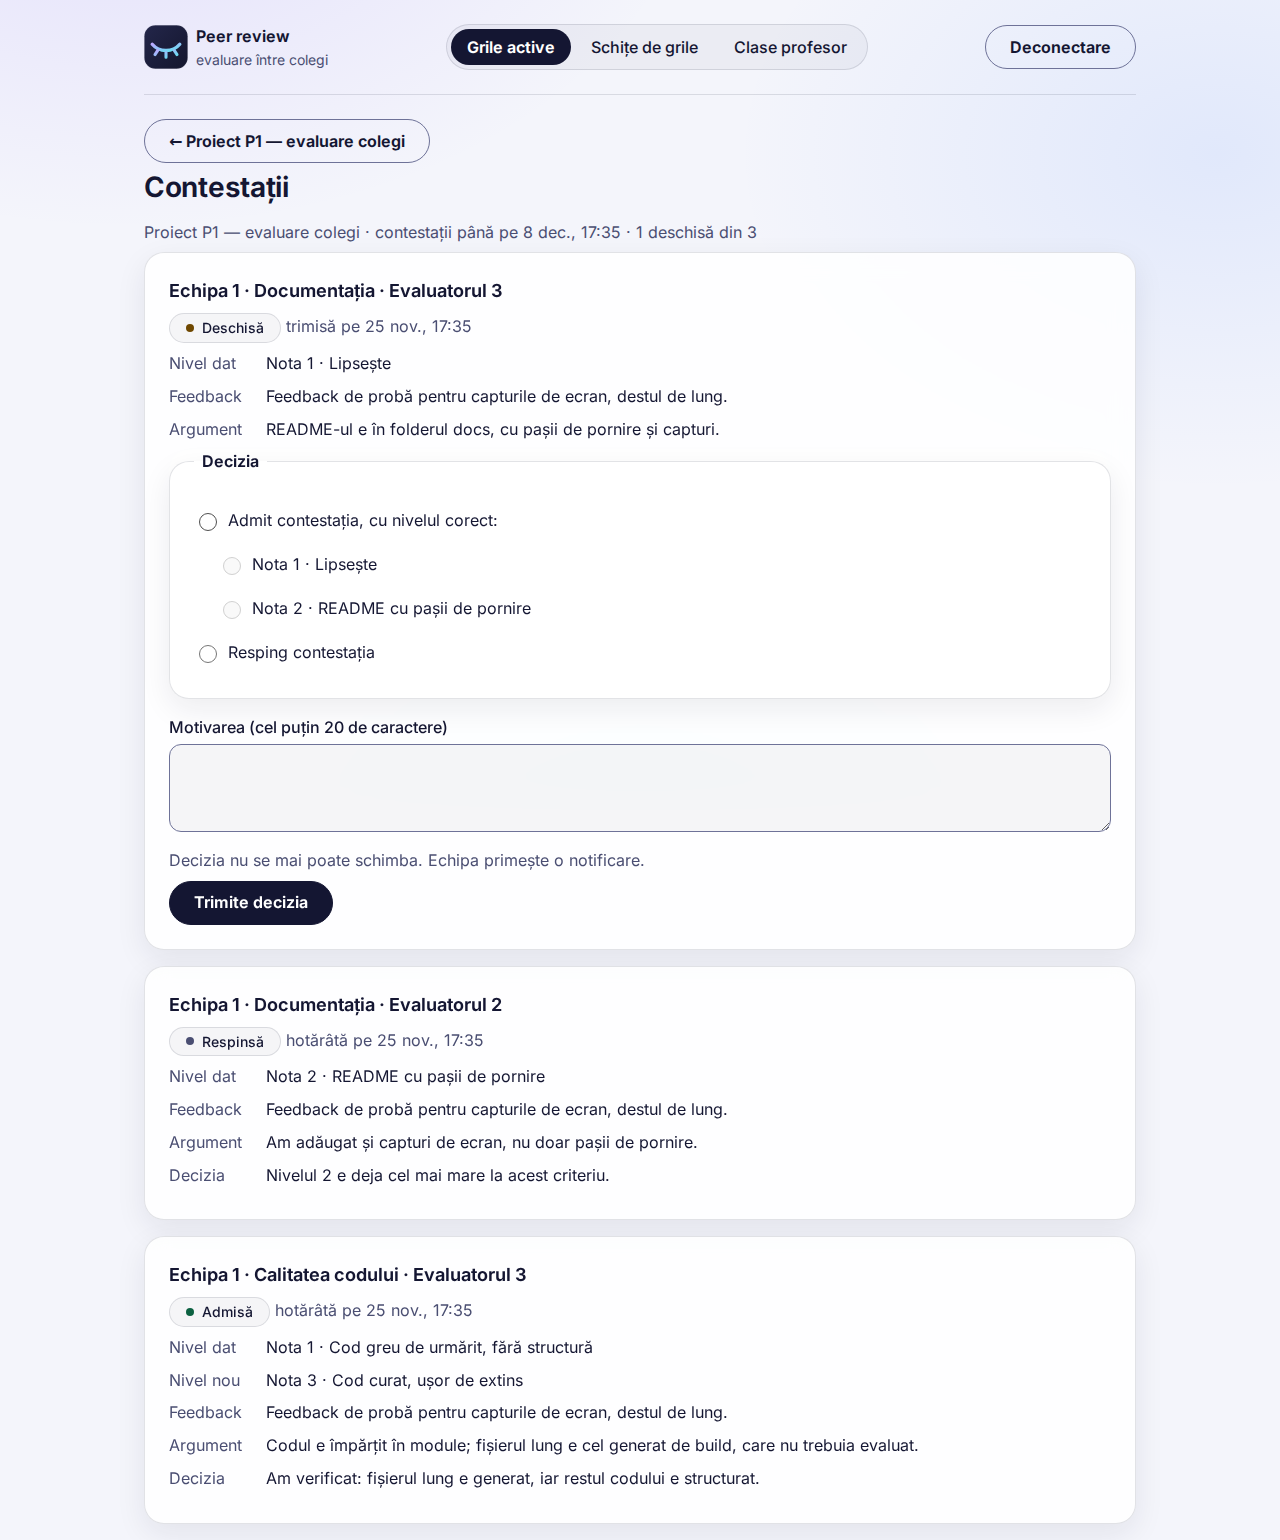 Peer review
evaluare între colegi
Grile active
Schițe de grile
Clase profesor
Deconectare
← Proiect P1 — evaluare colegi
Contestații
Proiect P1 — evaluare colegi · contestații până pe 8 dec., 17:35 · 1 deschisă din 3
Echipa 1 · Documentația · Evaluatorul 3
Deschisă trimisă pe 25 nov., 17:35
Nivel dat Nota 1 · Lipsește
Feedback Feedback de probă pentru capturile de ecran, destul de lung.
Argument README-ul e în folderul docs, cu pașii de pornire și capturi.
Decizia
Admit contestația, cu nivelul corect:
Nota 1 · Lipsește
Nota 2 · README cu pașii de pornire
Resping contestația
Motivarea (cel puțin 20 de caractere)
Decizia nu se mai poate schimba. Echipa primește o notificare.
Trimite decizia
Echipa 1 · Documentația · Evaluatorul 2
Respinsă hotărâtă pe 25 nov., 17:35
Nivel dat Nota 2 · README cu pașii de pornire
Feedback Feedback de probă pentru capturile de ecran, destul de lung.
Argument Am adăugat și capturi de ecran, nu doar pașii de pornire.
Decizia Nivelul 2 e deja cel mai mare la acest criteriu.
Echipa 1 · Calitatea codului · Evaluatorul 3
Admisă hotărâtă pe 25 nov., 17:35
Nivel dat Nota 1 · Cod greu de urmărit, fără structură
Nivel nou Nota 3 · Cod curat, ușor de extins
Feedback Feedback de probă pentru capturile de ecran, destul de lung.
Argument Codul e împărțit în module; fișierul lung e cel generat de build, care nu trebuia evaluat.
Decizia Am verificat: fișierul lung e generat, iar restul codului e structurat.